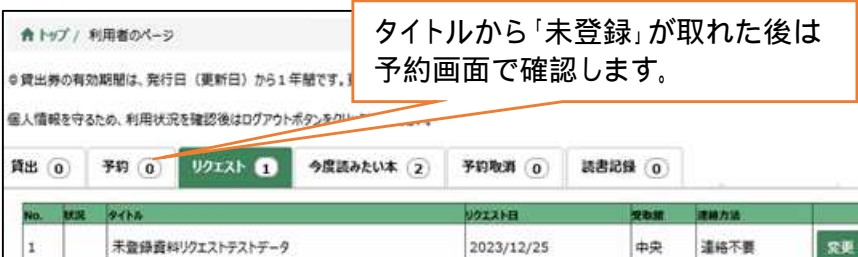 トップ / 利用者のページ
タイトルから「未登録」が取れた後は
予約画面で確認します。
◎貸出券の有効期間は、発行日（更新日）から1年間です。
個人情報を守るため、利用状況を確認後はログアウトボタンを
貸出 0 予約 0 リクエスト 1 今度読みたい本 2 予約取消 0 読書記録 0
No. 状況 タイトル リクエスト日 受取館 連絡方法
1 未登録資料リクエストテストデータ 2023/12/25 中央 連絡不要 変更